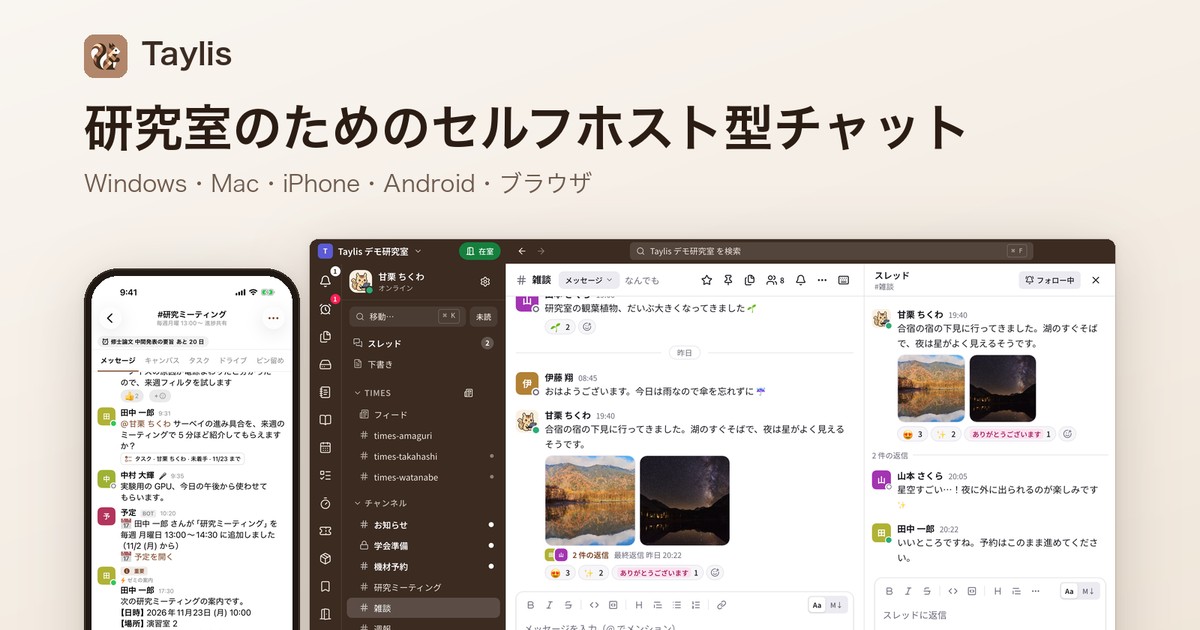 Taylis
研究室のためのセルフホスト型チャット
Windows・Mac・iPhone・Android・ブラウザ
9:41
#研究ミーティング
毎週月曜 13:00〜 進捗共有
修士論文 中間発表の要旨 あと 20 日
メッセージ キャンバス タスク ドライブ ピン留め
ので、来週フィルタを試します
👍 2
田中 一郎 9:31
@甘栗 ちくわ サーベイの進み具合を、来週の
ミーティングで 5 分ほど紹介してもらえます
か?
タスク・甘栗 ちくわ・未着手・11/23 まで
中村 大輝 🎤 9:35
実験用の GPU、今日の午後から使わせて
もらいます。
予定 BOT 10:20
📅 田中 一郎 さんが「研究ミーティング」を
毎週 月曜日 13:00〜14:30 に追加しました
(11/2 (月) から)
📅 予定を開く
重要
ゼミの案内
田中 一郎 17:30
次の研究ミーティングの案内です。
【日時】2026年11月23日 (月) 10:00
【場所】演習室 2
T Taylis デモ研究室
在室
Taylis デモ研究室 を検索
⌘ F
1
1
甘栗 ちくわ
オンライン
移動… ⌘ K 未読
スレッド 2
下書き
TIMES
フィード
# times-amaguri
# times-takahashi
# times-watanabe
チャンネル
# お知らせ
学会準備
# 機材予約
# 研究ミーティング
# 雑談
# 週報
# 雑談 メッセージ なんでも
8
研究室の観葉植物、だいぶ大きくなってきました🌱
🌱 2
昨日
伊藤 翔 08:45
おはようございます。今日は雨なので傘を忘れずに☔
甘栗 ちくわ 19:40
合宿の宿の下見に行ってきました。湖のすぐそばで、夜は星がよく見える
そうです。
2 件の返信 最終返信 昨日 20:22
😍 3 ✨ 2 ありがとうございます 1
B I S H
Aa M↓
メッセージを入力 (@ でメンション)
スレッド
#雑談
フォロー中
甘栗 ちくわ 19:40
合宿の宿の下見に行ってきました。湖のすぐそば
で、夜は星がよく見えるそうです。
😍 3 ✨ 2 ありがとうございます 1
2 件の返信
山本 さくら 20:05
星空すごい…!夜に外に出られるのが楽しみです
✨
田中 一郎 20:22
いいところですね。予約はこのまま進めてくださ
い。
B I S H
Aa M↓
スレッドに返信